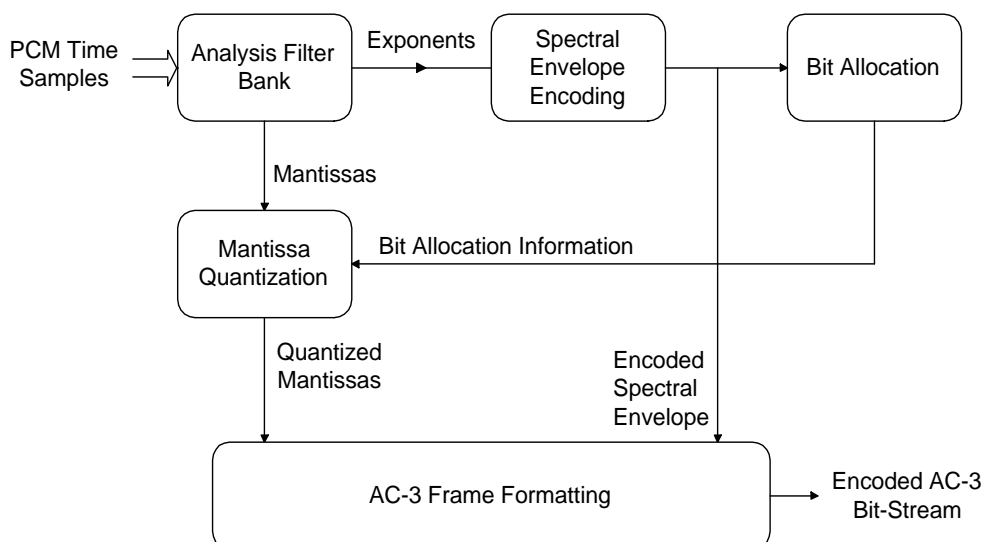 PCM Time
Samples
Analysis Filter
Bank
Exponents
Spectral
Envelope
Encoding
Bit Allocation
Mantissas
Mantissa
Quantization
Bit Allocation Information
Quantized
Mantissas
Encoded
Spectral
Envelope
AC-3 Frame Formatting
Encoded AC-3
Bit-Stream